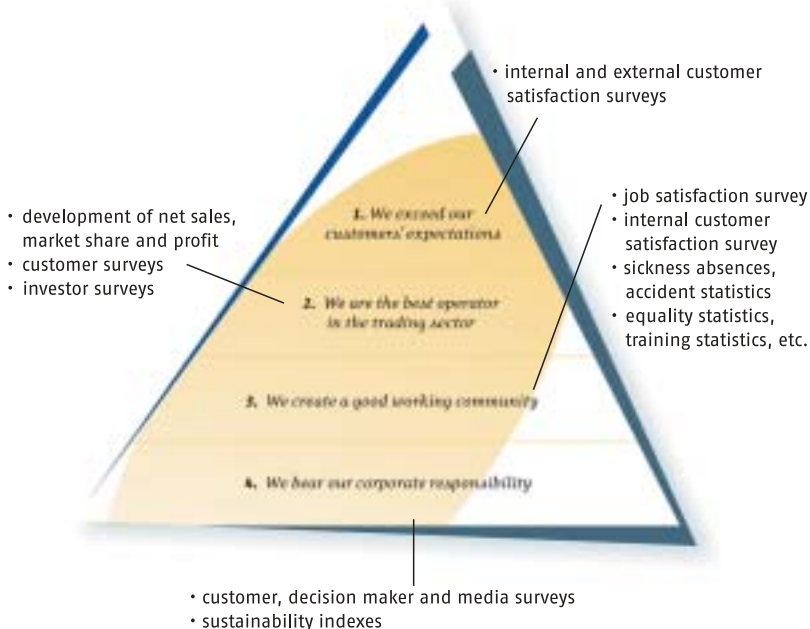 • internal and external customer
satisfaction surveys
• development of net sales,
market share and profit
• customer surveys
• investor surveys
• job satisfaction survey
• internal customer
satisfaction survey
• sickness absences,
accident statistics
• equality statistics,
training statistics, etc.
1. We exceed our
customers' expectations
2. We are the best operator
in the trading sector
3. We create a good working community
4. We bear our corporate responsibility
• customer, decision maker and media surveys
• sustainability indexes